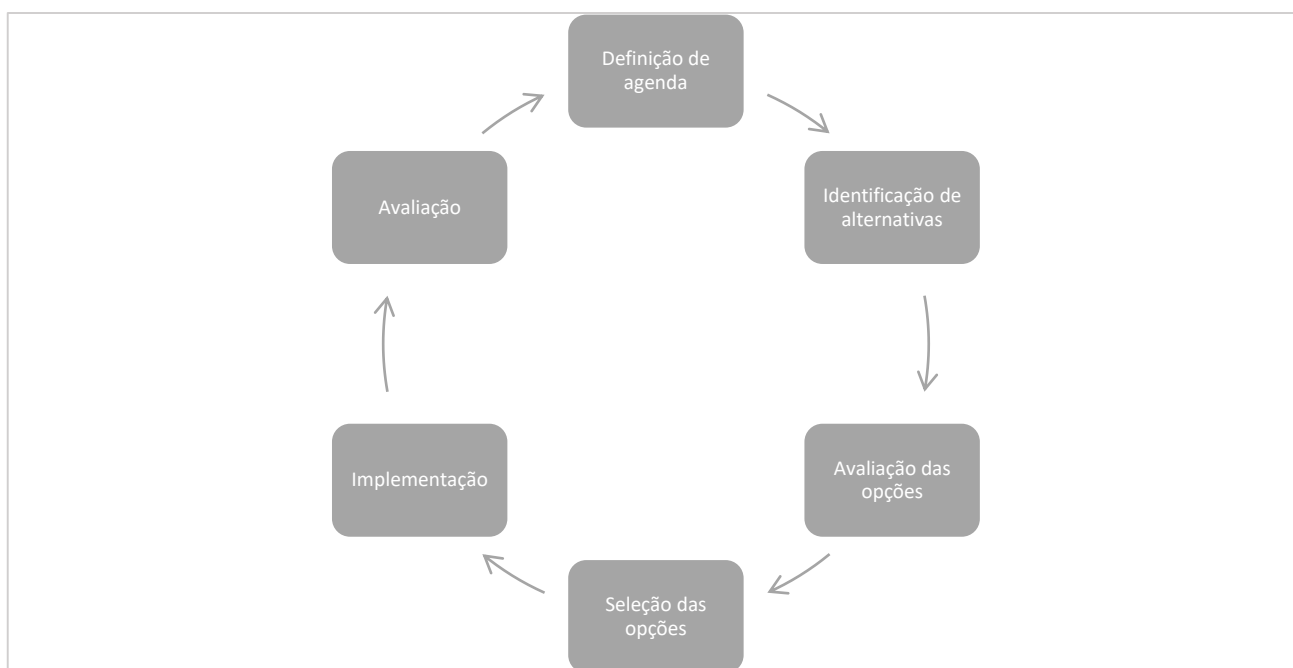 Definição de
agenda
Identificação de
alternativas
Avaliação das
opções
Seleção das
opções
Implementação
Avaliação